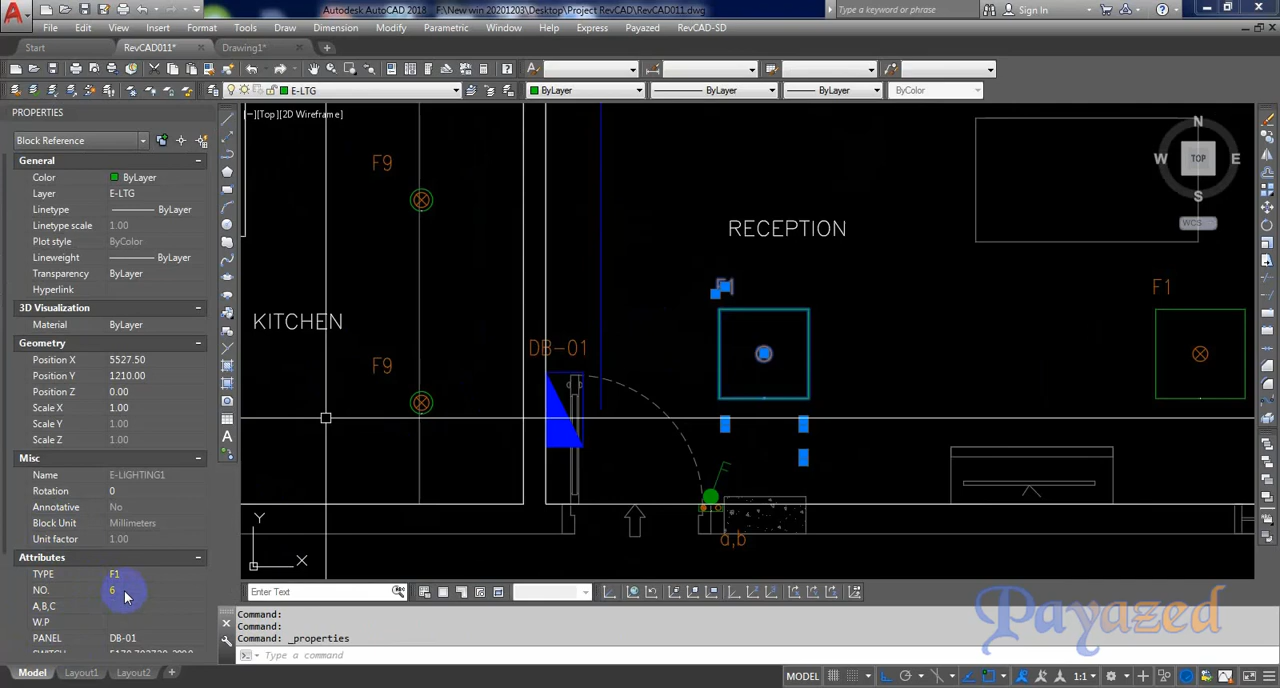 Autodesk AutoCAD 2018 F:\New win 20201203\Desktop\Project RevCAD\RevCAD011.dwg
Type a keyword or phrase
Sign In
File Edit View Insert Format Tools Draw Dimension Modify Parametric Window Help Express Payazed RevCAD-SD
Start RevCAD011* Drawing1*
E-LTG ByLayer ByLayer ByLayer ByColor
PROPERTIES
[−][Top][2D Wireframe]
Block Reference
General
Color ByLayer
Layer E-LTG
Linetype ByLayer
Linetype scale 1.00
Plot style ByColor
Lineweight ByLayer
Transparency ByLayer
Hyperlink
3D Visualization
Material ByLayer
Geometry
Position X 5527.50
Position Y 1210.00
Position Z 0.00
Scale X 1.00
Scale Y 1.00
Scale Z 1.00
Misc
Name E-LIGHTING1
Rotation 0
Annotative No
Block Unit Millimeters
Unit factor 1.00
Attributes
TYPE F1
NO. 6
A,B,C
W.P
PANEL DB-01
F9
RECEPTION
N
W TOP E
S
WCS
F1
KITCHEN
DB-01
F9
F
a,b
Y
X
Enter Text
Command:
Command:
Command: _properties
Type a command
Payazed
Model Layout1 Layout2 +
MODEL 1:1